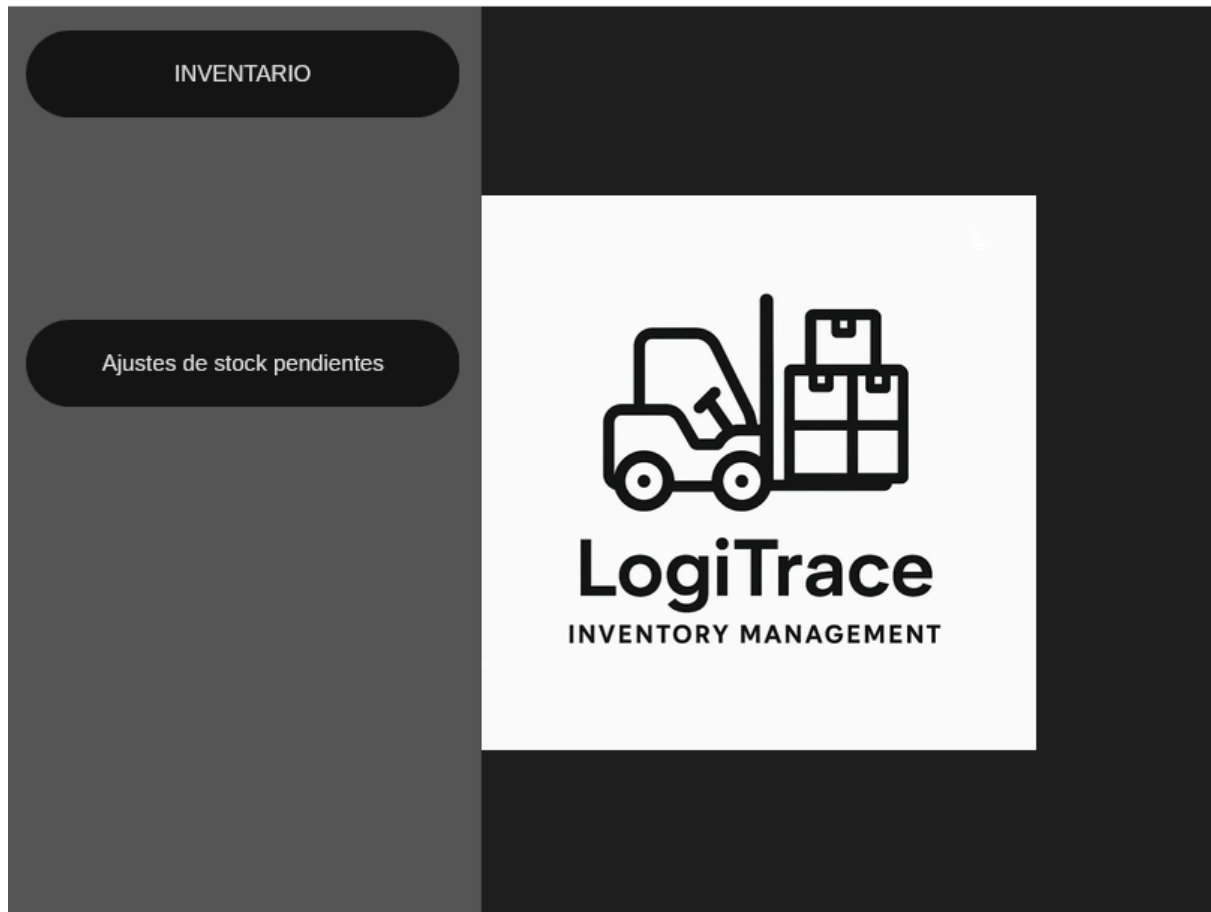 INVENTARIO
Ajustes de stock pendientes
LogiTrace
INVENTORY MANAGEMENT